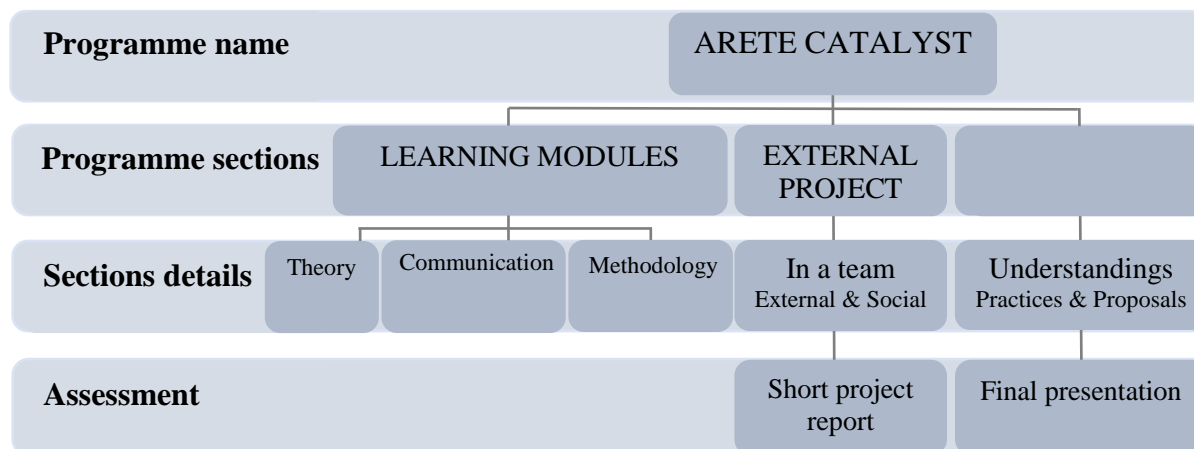 Programme name
ARETE CATALYST
Programme sections
LEARNING MODULES
EXTERNAL
PROJECT
Sections details
Theory
Communication
Methodology
In a team
External & Social
Understandings
Practices & Proposals
Assessment
Short project
report
Final presentation